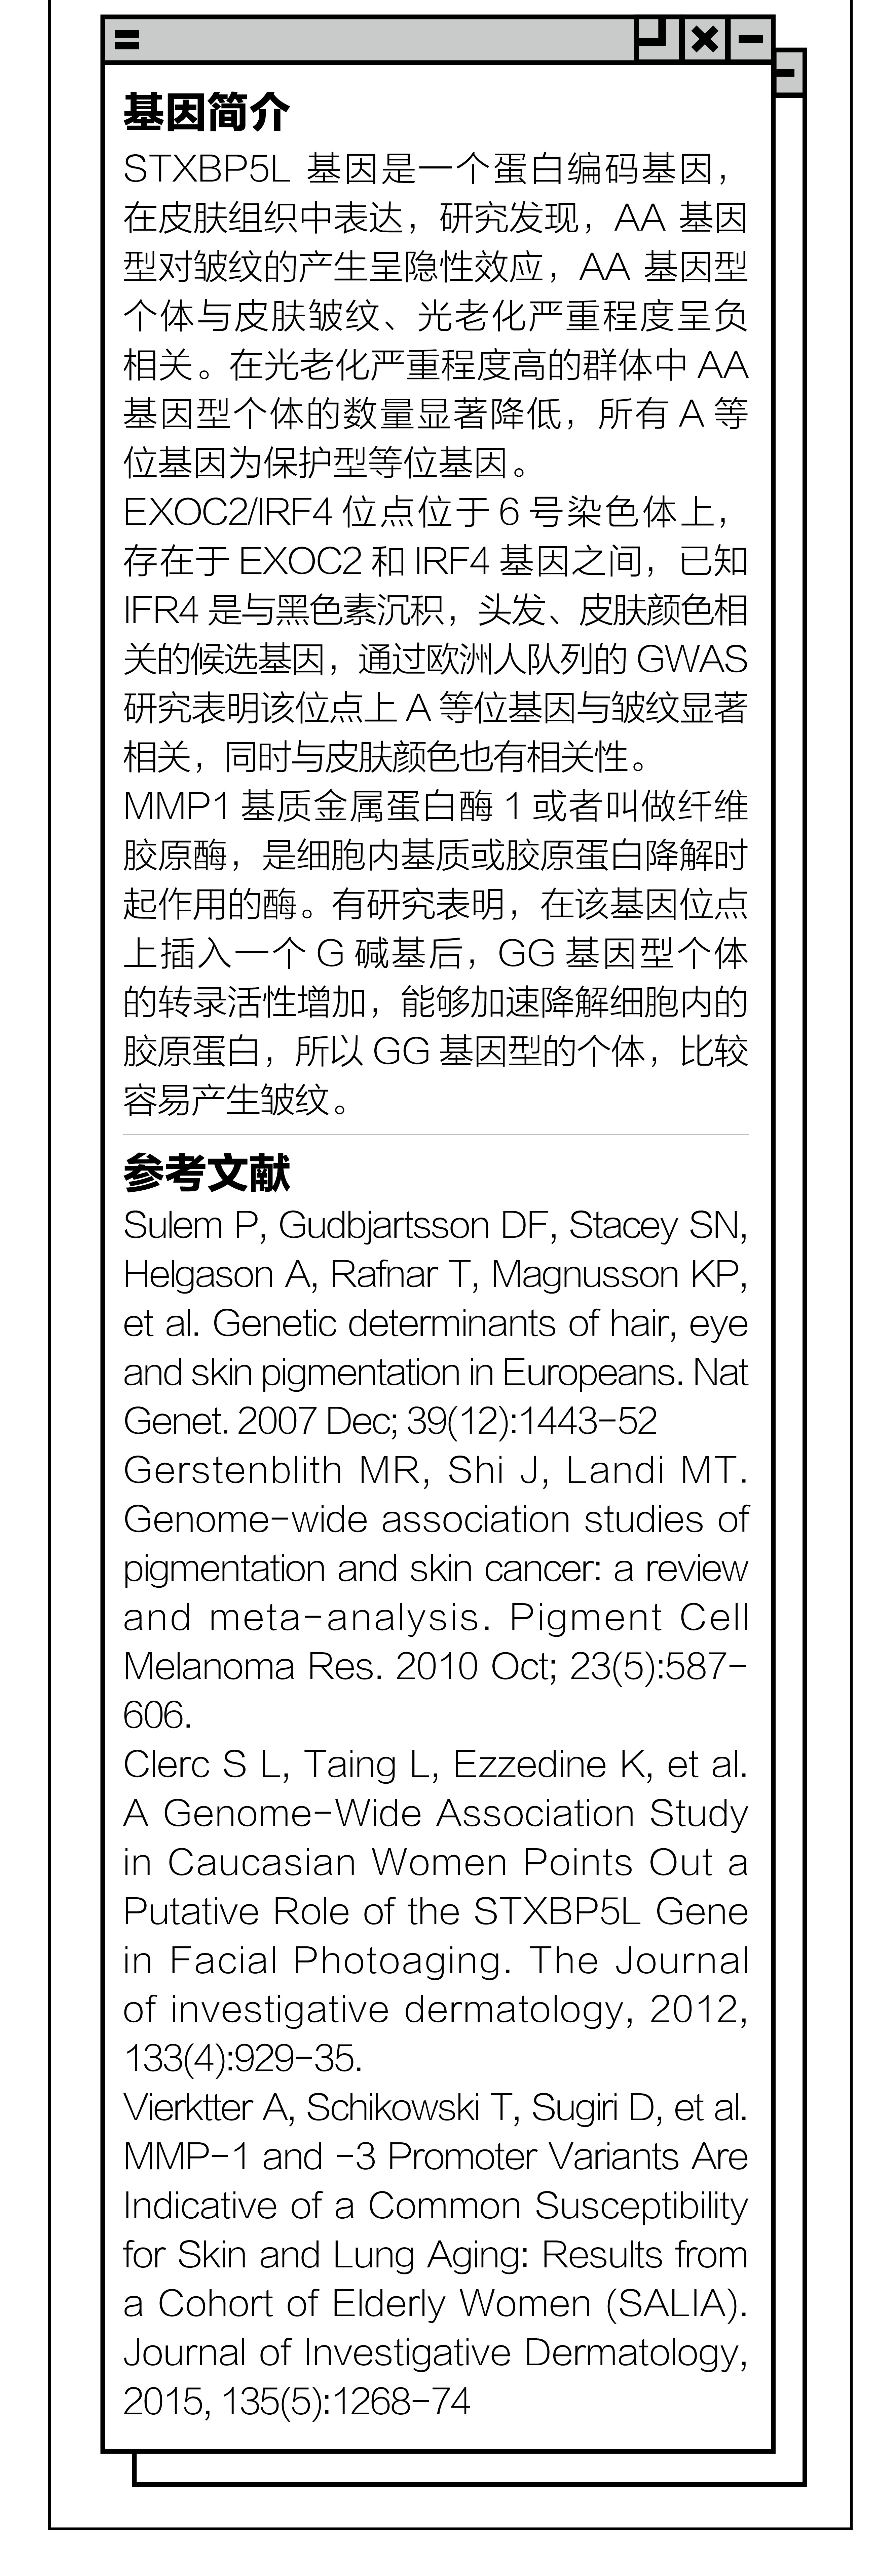 基因简介
STXBP5L 基因是一个蛋白编码基因，
在皮肤组织中表达，研究发现，AA 基因
型对皱纹的产生呈隐性效应，AA 基因型
个体与皮肤皱纹、光老化严重程度呈负
相关。在光老化严重程度高的群体中 AA
基因型个体的数量显著降低，所有 A 等
位基因为保护型等位基因。
EXOC2/IRF4 位点位于 6 号染色体上，
存在于 EXOC2 和 IRF4 基因之间，已知
IFR4 是与黑色素沉积，头发、皮肤颜色相
关的候选基因，通过欧洲人队列的 GWAS
研究表明该位点上 A 等位基因与皱纹显著
相关，同时与皮肤颜色也有相关性。
MMP1 基质金属蛋白酶 1 或者叫做纤维
胶原酶，是细胞内基质或胶原蛋白降解时
起作用的酶。有研究表明，在该基因位点
上插入一个 G 碱基后，GG 基因型个体
的转录活性增加，能够加速降解细胞内的
胶原蛋白，所以 GG 基因型的个体，比较
容易产生皱纹。
参考文献
Sulem P, Gudbjartsson DF, Stacey SN,
Helgason A, Rafnar T, Magnusson KP,
et al. Genetic determinants of hair, eye
and skin pigmentation in Europeans. Nat
Genet. 2007 Dec; 39(12):1443-52
Gerstenblith MR, Shi J, Landi MT.
Genome-wide association studies of
pigmentation and skin cancer: a review
and meta-analysis. Pigment Cell
Melanoma Res. 2010 Oct; 23(5):587-
606.
Clerc S L, Taing L, Ezzedine K, et al.
A Genome-Wide Association Study
in Caucasian Women Points Out a
Putative Role of the STXBP5L Gene
in Facial Photoaging. The Journal
of investigative dermatology, 2012,
133(4):929-35.
Vierktter A, Schikowski T, Sugiri D, et al.
MMP-1 and -3 Promoter Variants Are
Indicative of a Common Susceptibility
for Skin and Lung Aging: Results from
a Cohort of Elderly Women (SALIA).
Journal of Investigative Dermatology,
2015, 135(5):1268-74